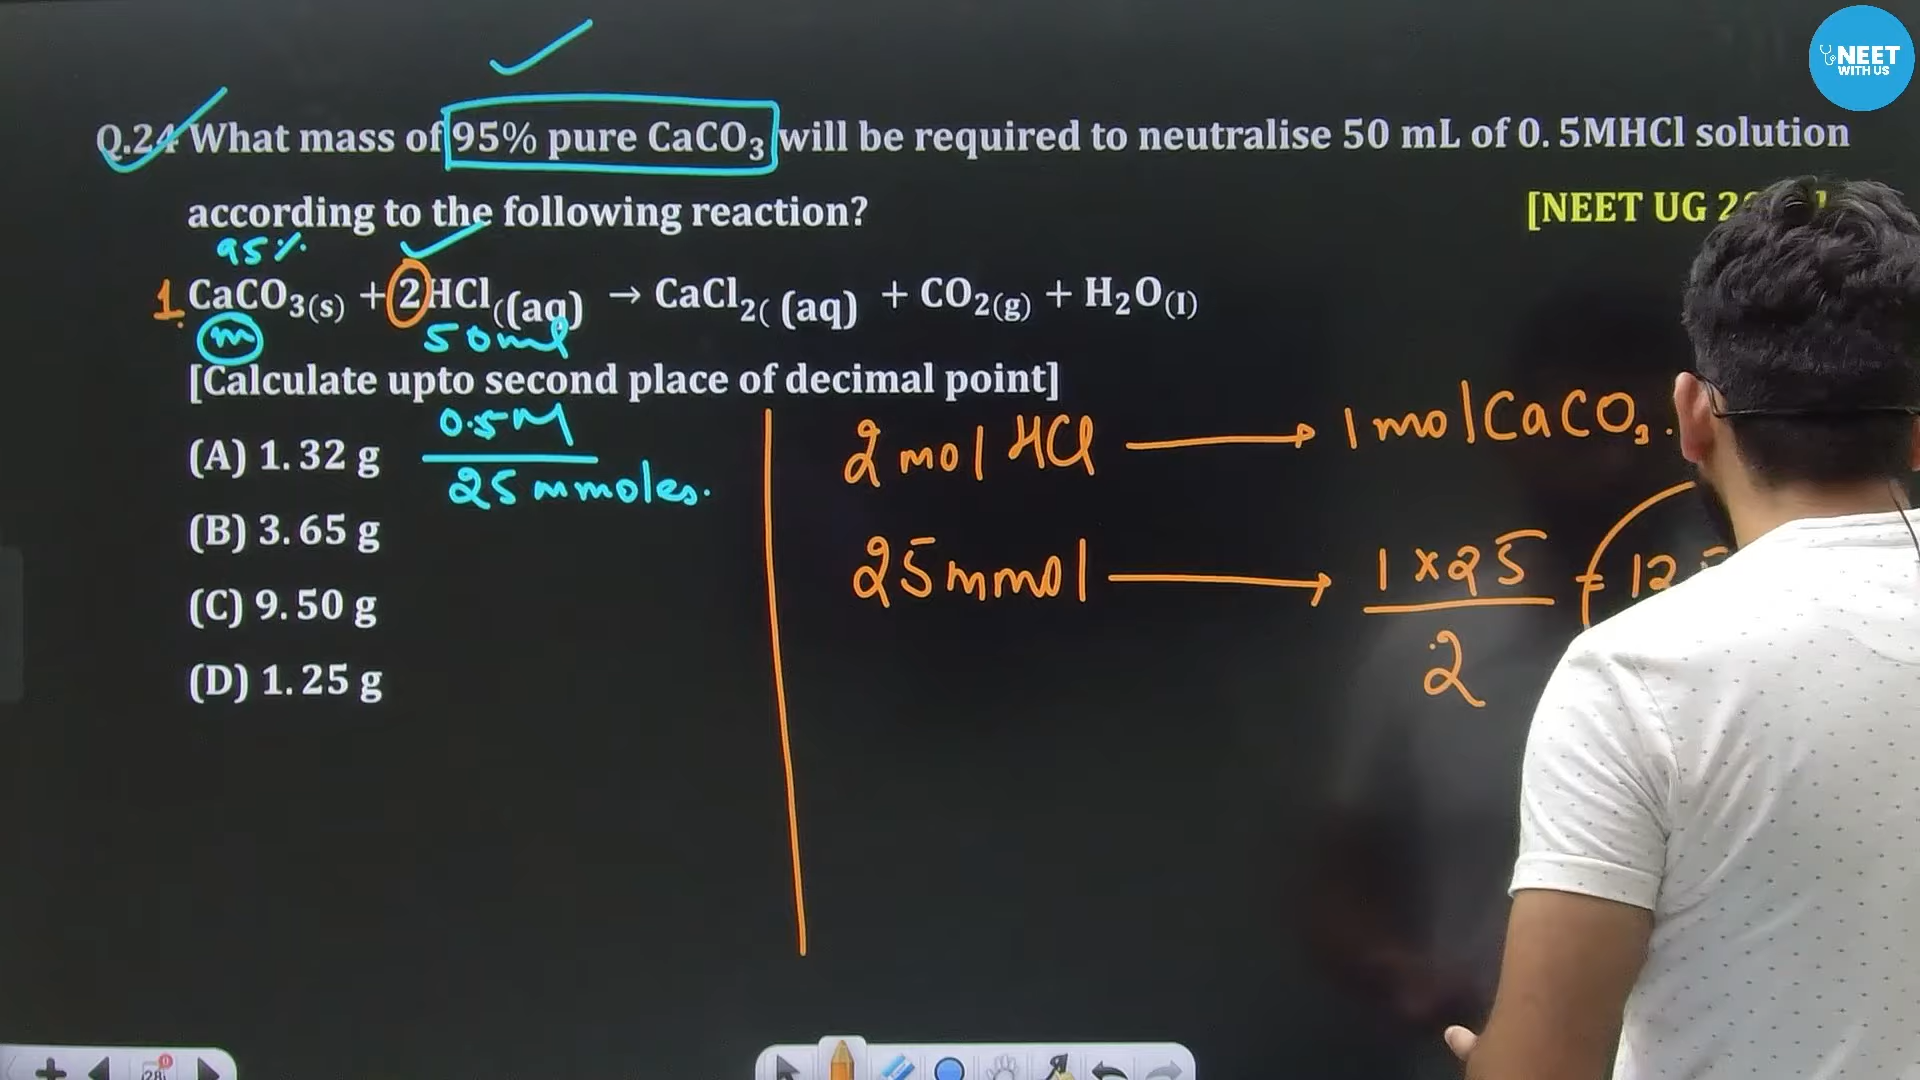 NEET
WITH US
Q.24 What mass of 95% pure CaCO₃ will be required to neutralise 50 mL of 0.5MHCl solution
according to the following reaction?
[NEET UG
95%
1 CaCO₃(s) + 2HCl((aq) → CaCl₂( (aq) + CO₂(g) + H₂O(l)
m
50ml
[Calculate upto second place of decimal point]
0.5M
25 mmoles.
(A) 1.32 g
(B) 3.65 g
(C) 9.50 g
(D) 1.25 g
2 mol HCl → 1 mol CaCO₃.
25 mmol → 1 × 25 / 2 =
28